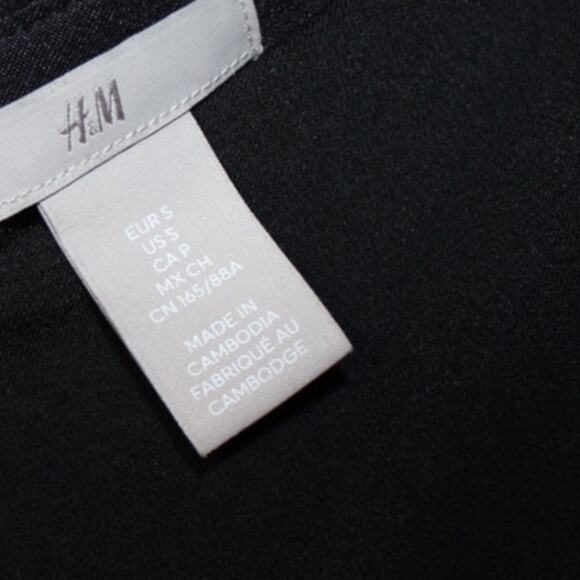 H&M
EUR S
US S
CA P
MX CH
CN 165/88A
MADE IN
CAMBODIA
FABRIQUÉ AU
CAMBODGE